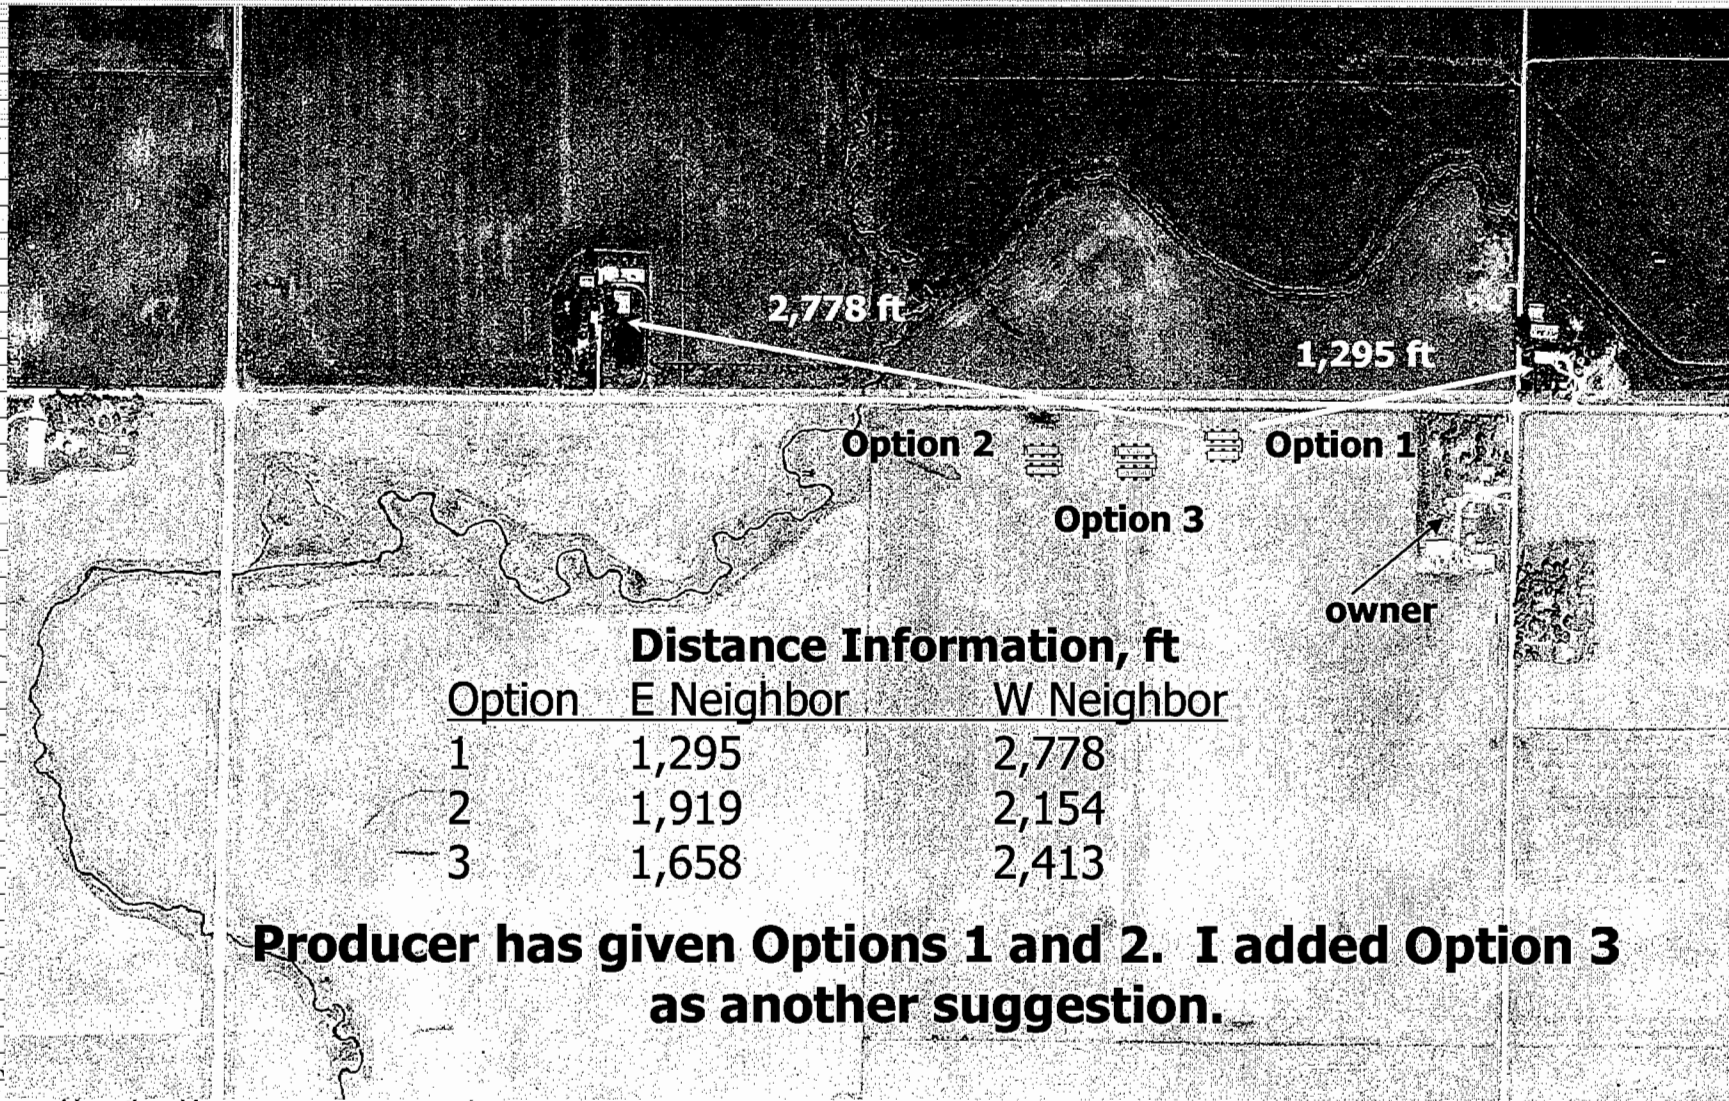 2,778 ft
1,295 ft
Option 2
Option 1
Option 3
owner
Distance Information, ft
Option E Neighbor W Neighbor
1 1,295 2,778
2 1,919 2,154
3 1,658 2,413
Producer has given Options 1 and 2. I added Option 3
as another suggestion.